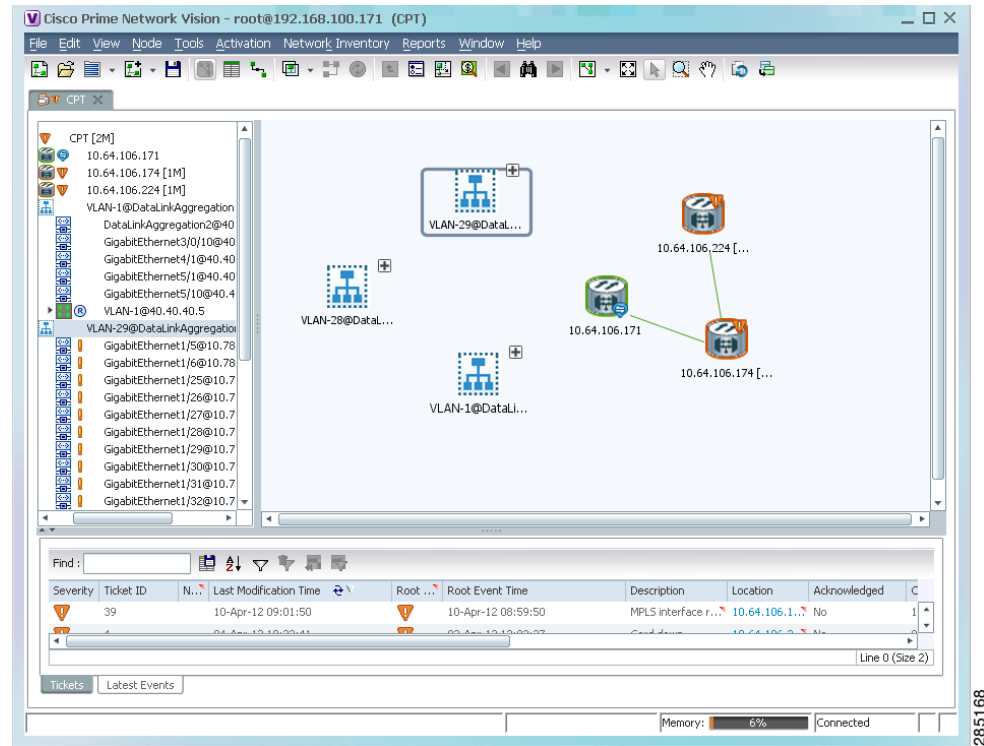 Cisco Prime Network Vision - root@192.168.100.171 (CPT)
File Edit View Node Tools Activation Network Inventory Reports Window Help
CPT
CPT [2M]
10.64.106.171
10.64.106.174 [1M]
10.64.106.224 [1M]
VLAN-1@DataLinkAggregation
DataLinkAggregation2@40
GigabitEthernet3/0/10@40
GigabitEthernet4/1@40.40
GigabitEthernet5/1@40.40
GigabitEthernet5/10@40.4
VLAN-1@40.40.40.5
VLAN-29@DataLinkAggregation
GigabitEthernet1/5@10.78
GigabitEthernet1/6@10.78
GigabitEthernet1/25@10.7
GigabitEthernet1/26@10.7
GigabitEthernet1/27@10.7
GigabitEthernet1/28@10.7
GigabitEthernet1/29@10.7
GigabitEthernet1/30@10.7
GigabitEthernet1/31@10.7
GigabitEthernet1/32@10.7
VLAN-29@DataL...
10.64.106.224 [...
VLAN-28@DataL...
10.64.106.171
10.64.106.174 [...
VLAN-1@DataLi...
Find :
Severity Ticket ID N... Last Modification Time Root ... Root Event Time Description Location Acknowledged C
39 10-Apr-12 09:01:50 10-Apr-12 08:59:50 MPLS interface r... 10.64.106.1... No 1
Line 0 (Size 2)
Tickets Latest Events
Memory: 6% Connected
285168